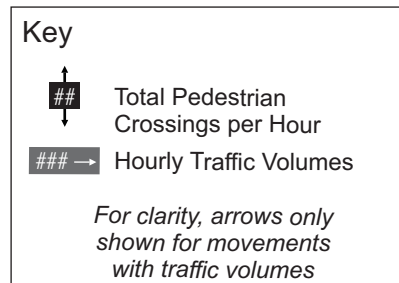 Key
## Total Pedestrian
Crossings per Hour
### → Hourly Traffic Volumes
For clarity, arrows only
shown for movements
with traffic volumes